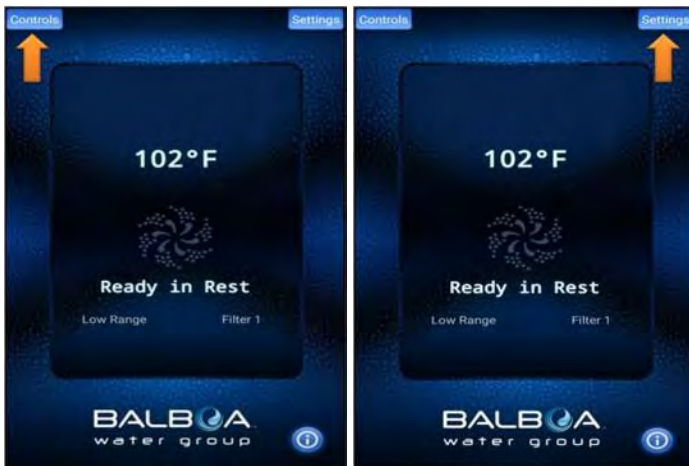 Controls Settings
102°F
Ready in Rest
Low Range Filter 1
BALBOA
water group
Controls Settings
102°F
Ready in Rest
Low Range Filter 1
BALBOA
water group